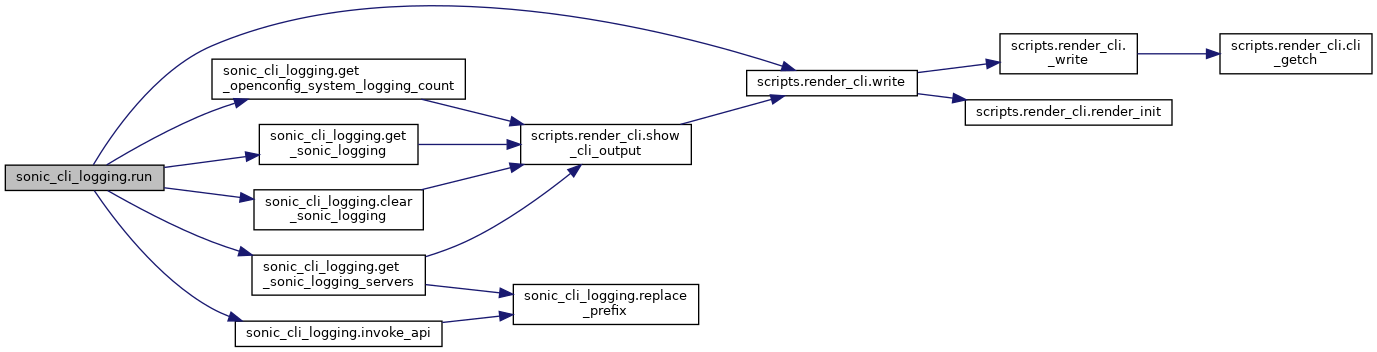 sonic_cli_logging.run
sonic_cli_logging.get
_openconfig_system_logging_count
sonic_cli_logging.get
_sonic_logging
sonic_cli_logging.clear
_sonic_logging
sonic_cli_logging.get
_sonic_logging_servers
sonic_cli_logging.invoke_api
scripts.render_cli.show
_cli_output
sonic_cli_logging.replace
_prefix
scripts.render_cli.write
scripts.render_cli.
_write
scripts.render_cli.render_init
scripts.render_cli.cli
_getch